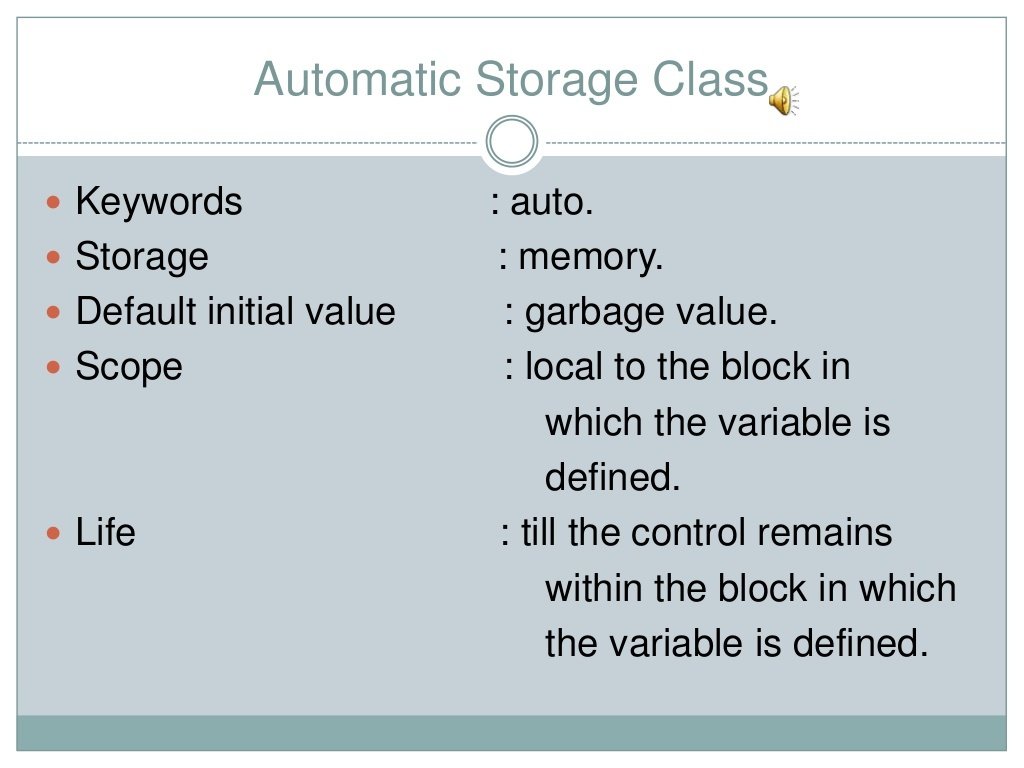 Automatic Storage Class
Keywords : auto.
Storage : memory.
Default initial value : garbage value.
Scope : local to the block in
which the variable is
defined.
Life : till the control remains
within the block in which
the variable is defined.